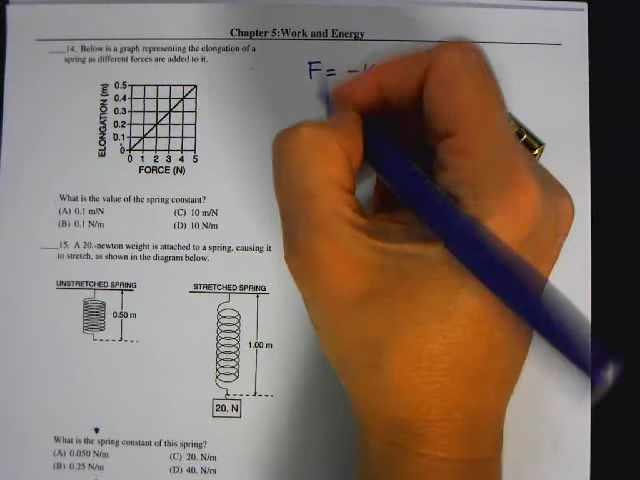 Chapter 5:Work and Energy
____14. Below is a graph representing the elongation of a
spring as different forces are added to it.
ELONGATION (m)
0.5
0.4
0.3
0.2
0.1
0
0 1 2 3 4 5
FORCE (N)
What is the value of the spring constant?
(A) 0.1 m/N (C) 10 m/N
(B) 0.1 N/m (D) 10 N/m
F = -
____15. A 20.-newton weight is attached to a spring, causing it
to stretch, as shown in the diagram below.
UNSTRETCHED SPRING
0.50 m
STRETCHED SPRING
1.00 m
20. N
What is the spring constant of this spring?
(A) 0.050 N/m (C) 20. N/m
(B) 0.25 N/m (D) 40. N/m